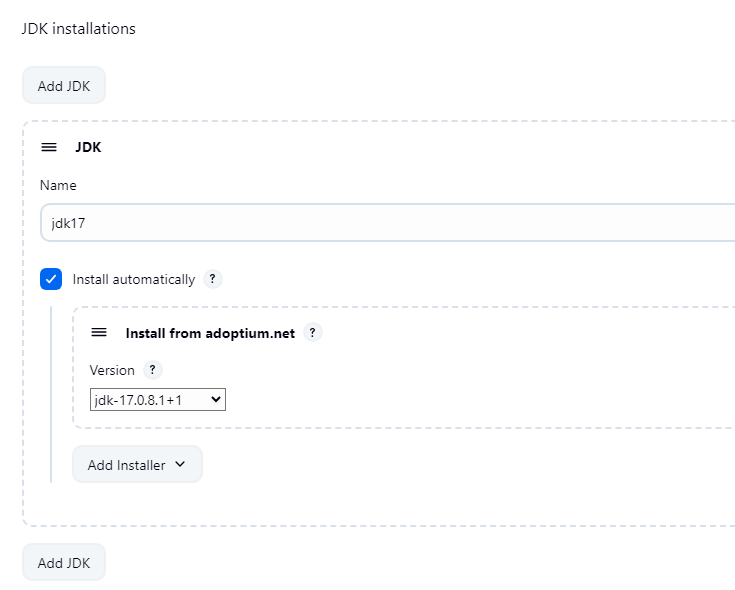 JDK installations
Add JDK
JDK
Name
jdk17
Install automatically ?
Install from adoptium.net ?
Version ?
jdk-17.0.8.1+1
Add Installer
Add JDK